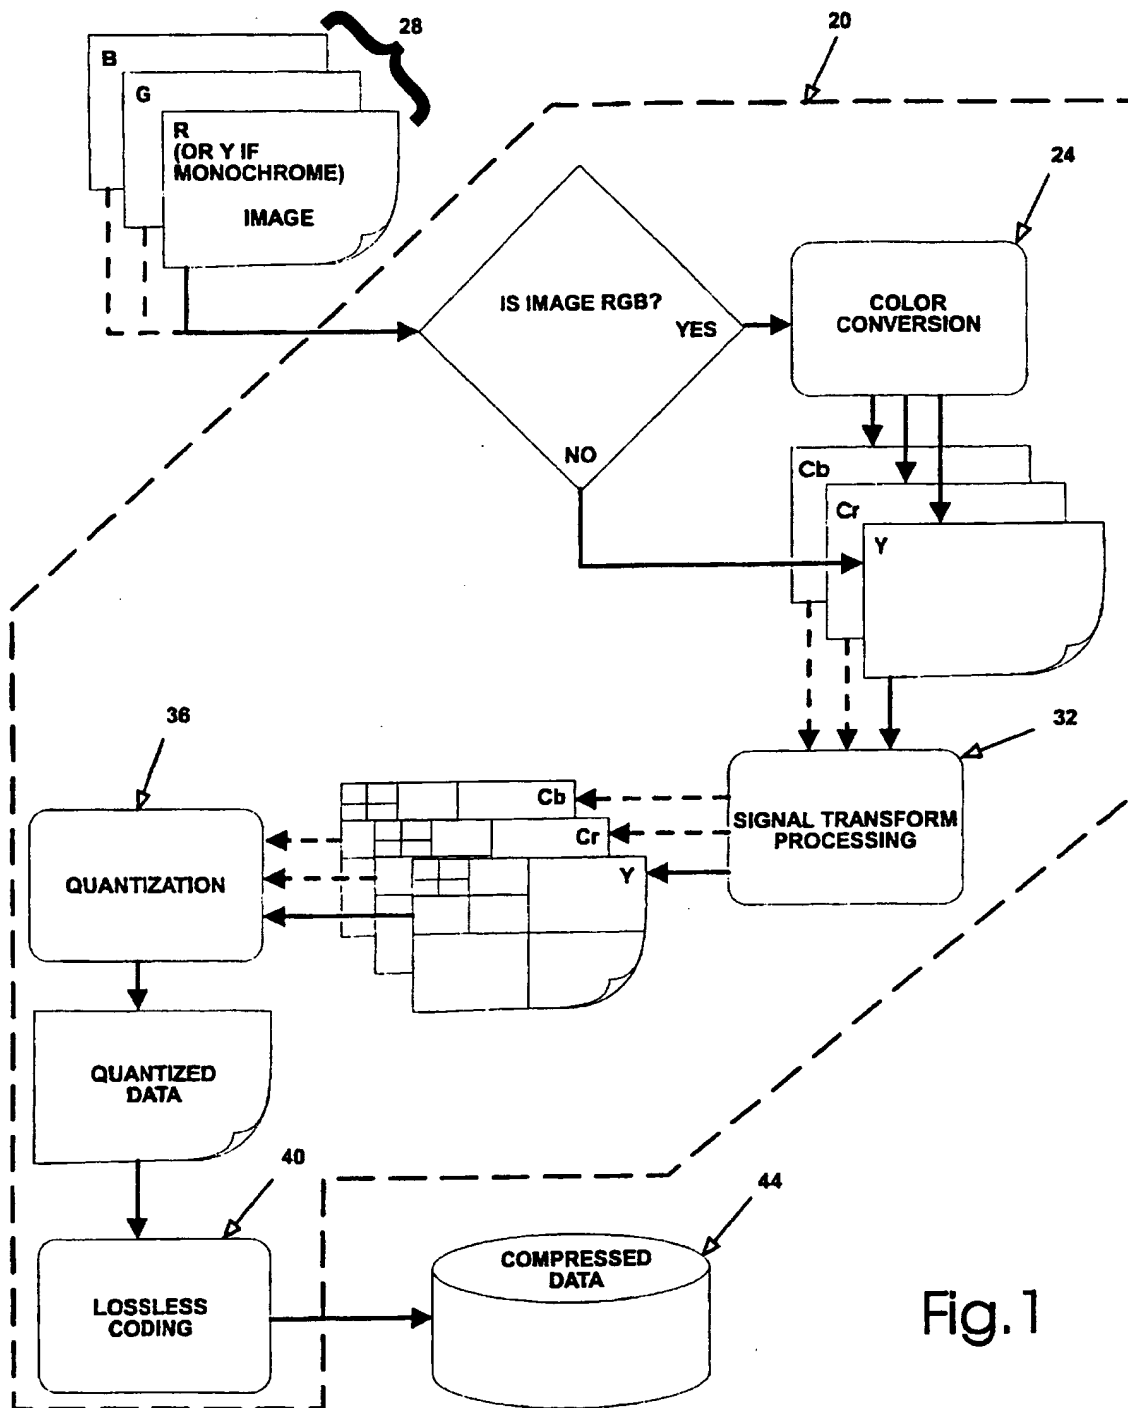 28
20
B
G
R
(OR Y IF
MONOCHROME)
IMAGE
24
IS IMAGE RGB?
YES
NO
COLOR
CONVERSION
Cb
Cr
Y
36
32
Cb
Cr
Y
SIGNAL TRANSFORM
PROCESSING
QUANTIZATION
QUANTIZED
DATA
40
44
LOSSLESS
CODING
COMPRESSED
DATA
Fig.1